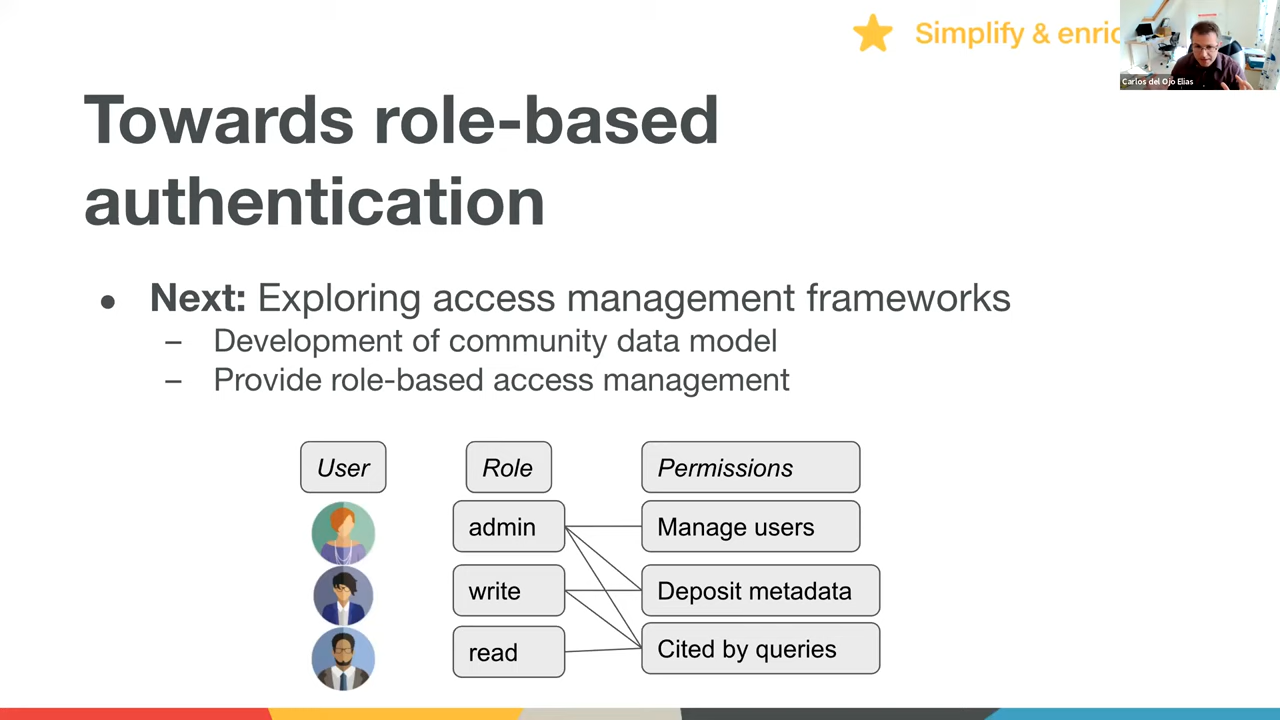 Simplify & enric
Carlos del Ojo Elias
Towards role-based
authentication
● Next: Exploring access management frameworks
– Development of community data model
– Provide role-based access management
User Role Permissions
admin Manage users
write Deposit metadata
read Cited by queries